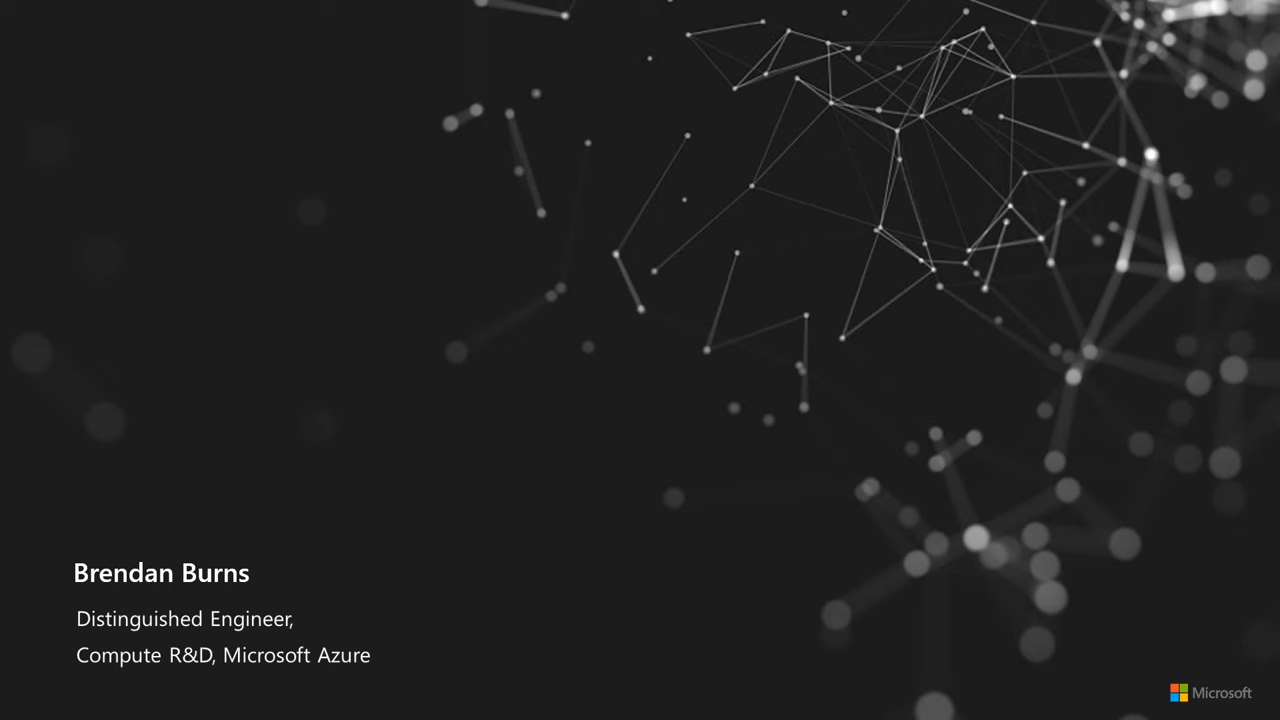 Brendan Burns
Distinguished Engineer,
Compute R&D, Microsoft Azure
Microsoft